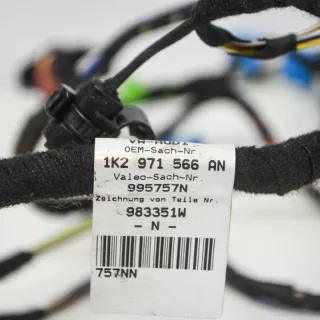 VW-AUDI
OEM-Sach-Nr.
1K2 971 566 AN
Valeo-Sach-Nr.
995757N
Zeichnung von Teile Nr.
983351W
- N -
757NN